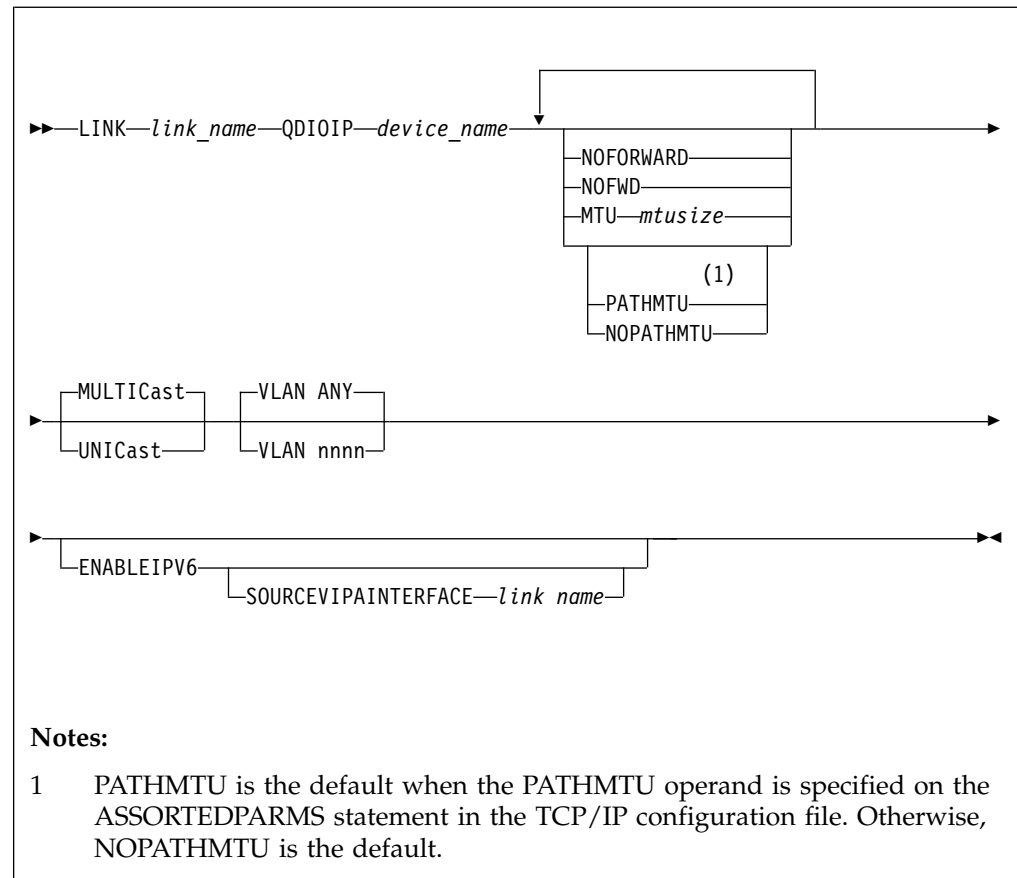 LINK link_name QDIOIP device_name
NOFORWARD
NOFWD
MTU mtusize
(1)
PATHMTU
NOPATHMTU
MULTICast VLAN ANY
UNICast VLAN nnnn
ENABLEIPV6
SOURCEVIPAINTERFACE link name
Notes:
1 PATHMTU is the default when the PATHMTU operand is specified on the
ASSORTEDPARMS statement in the TCP/IP configuration file. Otherwise,
NOPATHMTU is the default.